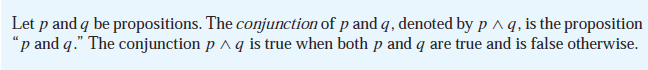 Let p and q be propositions. The conjunction of p and q, denoted by p ∧ q, is the proposition
“p and q.” The conjunction p ∧ q is true when both p and q are true and is false otherwise.